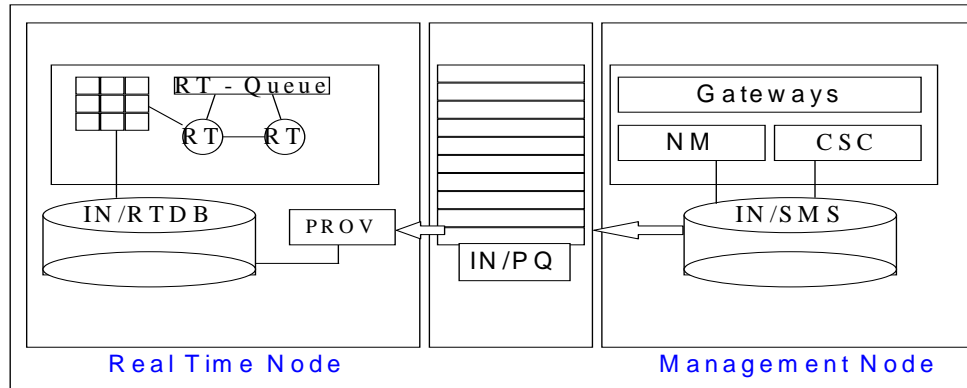 RT - Queue
RT RT
IN/RTDB
PROV
IN/PQ
Gateways
NM CSC
IN/SMS
Real Time Node
Management Node